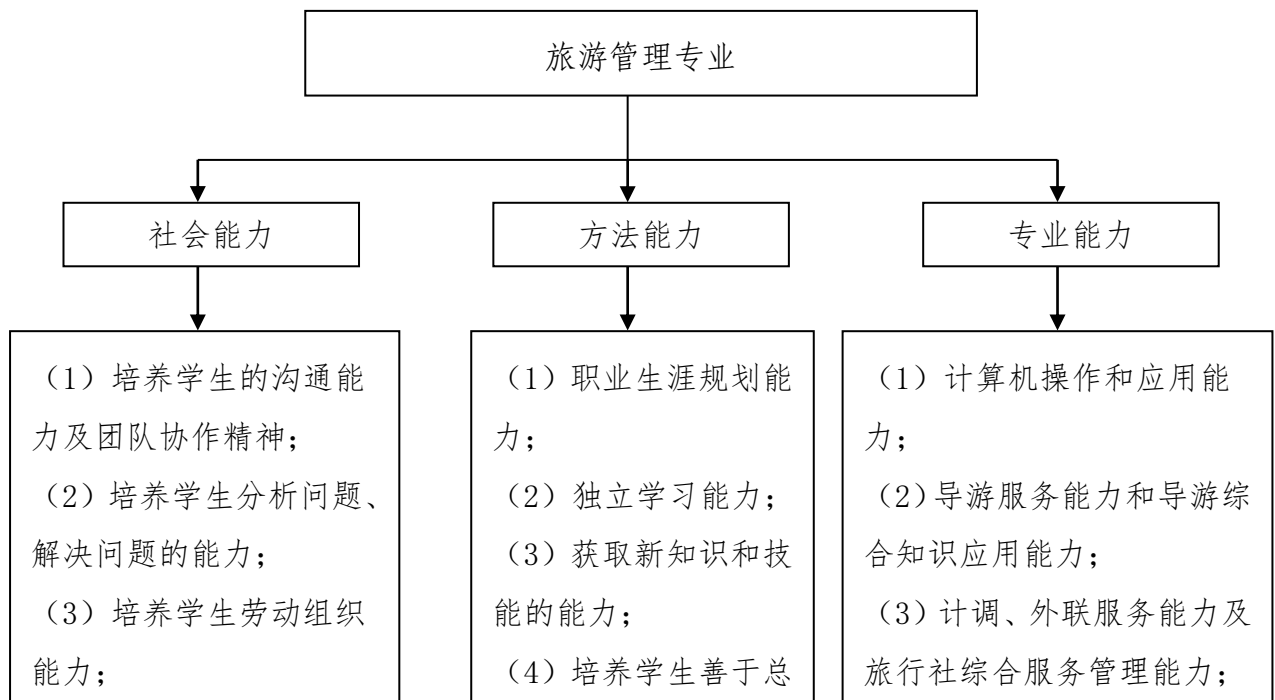 旅游管理专业
社会能力
方法能力
专业能力
（1）培养学生的沟通能
力及团队协作精神；
（2）培养学生分析问题、
解决问题的能力；
（3）培养学生劳动组织
能力；
（1）职业生涯规划能
力；
（2）独立学习能力；
（3）获取新知识和技
能的能力；
（4）培养学生善于总
（1）计算机操作和应用能
力；
（2）导游服务能力和导游综
合知识应用能力；
（3）计调、外联服务能力及
旅行社综合服务管理能力；